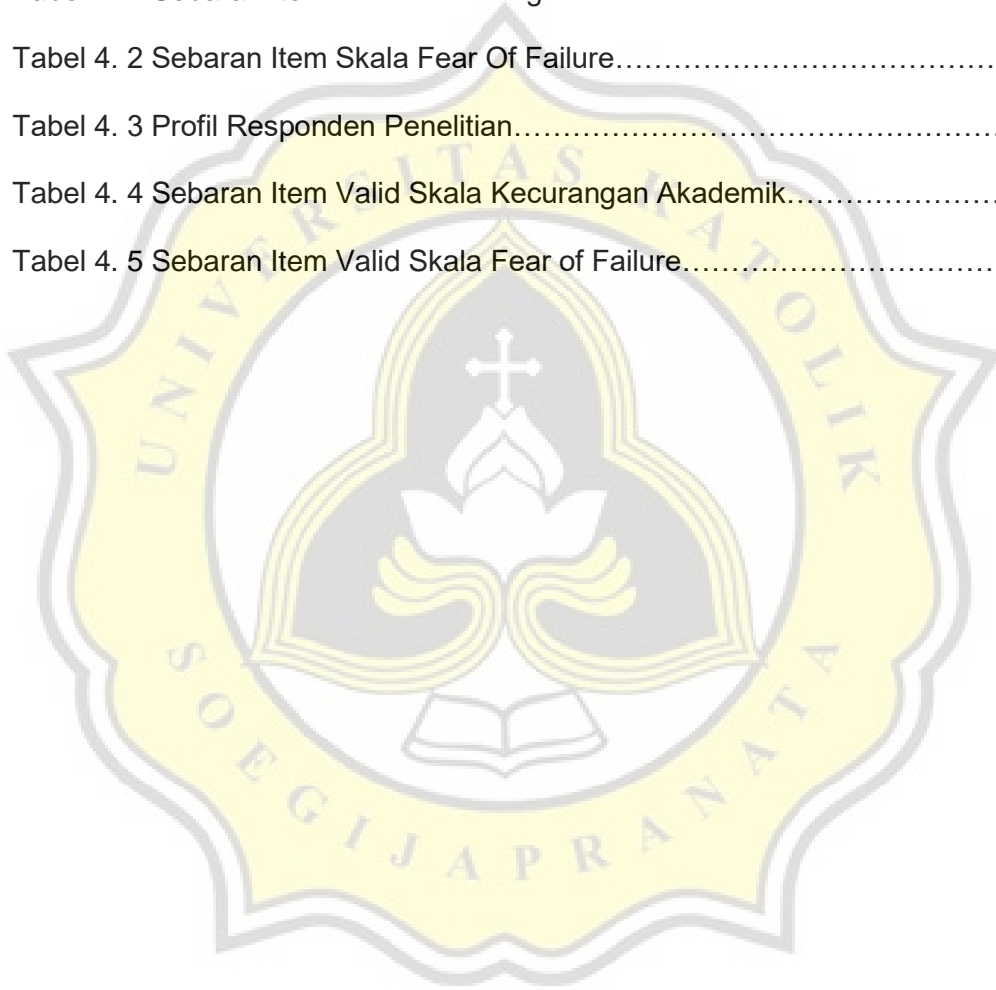 Tabel 4. 2 Sebaran Item Skala Fear Of Failure……………………………………
Tabel 4. 3 Profil Responden Penelitian………………………………………………
Tabel 4. 4 Sebaran Item Valid Skala Kecurangan Akademik…………………
Tabel 4. 5 Sebaran Item Valid Skala Fear of Failure……………………………
UNIVERSITAS KATOLIK
SOEGIJAPRANATA